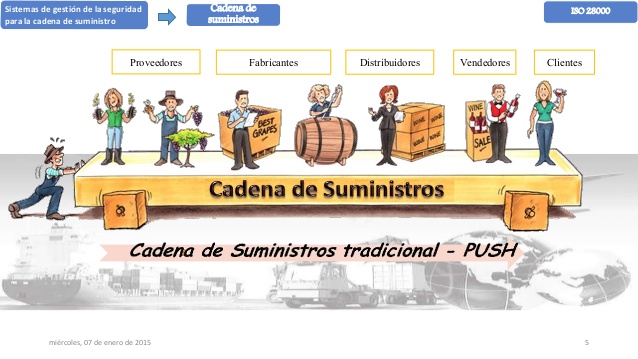 Sistemas de gestión de la seguridad
para la cadena de suministro
Cadena de
suministros
ISO 28000
Proveedores
Fabricantes
Distribuidores
Vendedores
Clientes
BEST
GRAPES
WINE
WINE
WINE
WINE
SALE
Cadena de Suministros
Cadena de Suministros tradicional - PUSH
miércoles, 07 de enero de 2015
5